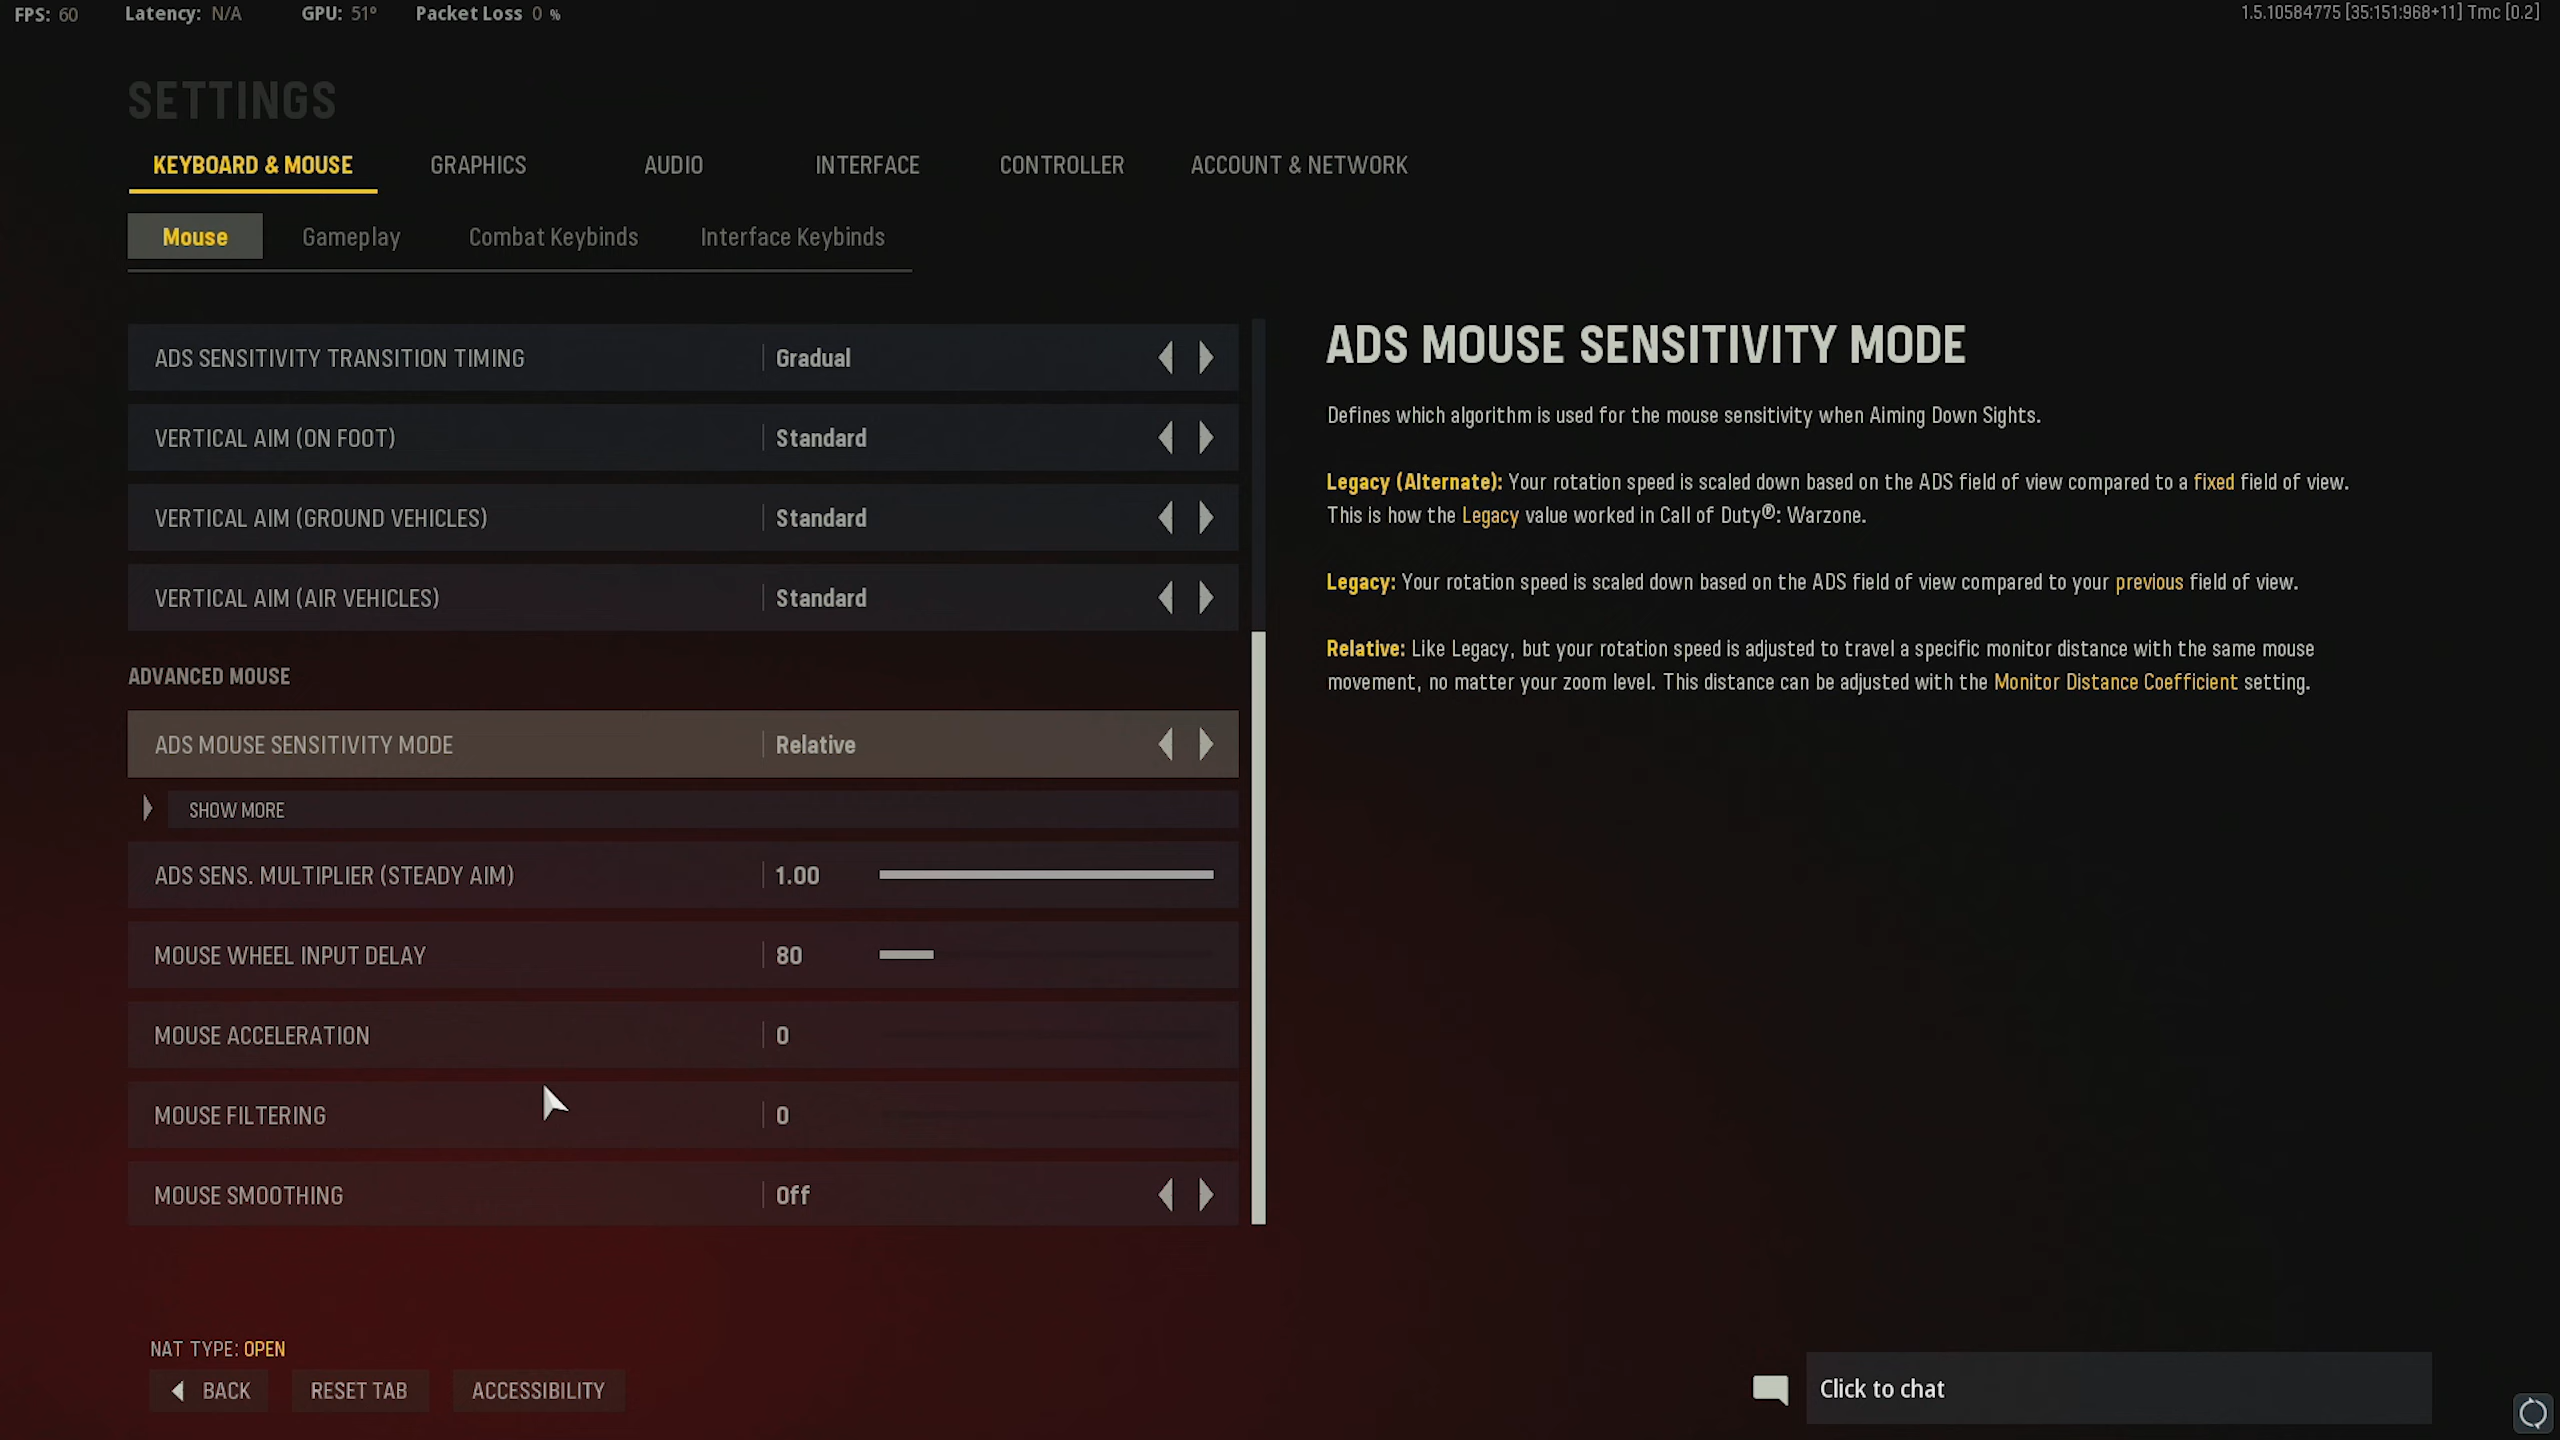 FPS: 60 Latency: N/A GPU: 51° Packet Loss 0 % 1.5.10584775 [35:151:968+11] Tmc [0.2]
SETTINGS
KEYBOARD & MOUSE GRAPHICS AUDIO INTERFACE CONTROLLER ACCOUNT & NETWORK
Mouse Gameplay Combat Keybinds Interface Keybinds
ADS SENSITIVITY TRANSITION TIMING Gradual
VERTICAL AIM (ON FOOT) Standard
VERTICAL AIM (GROUND VEHICLES) Standard
VERTICAL AIM (AIR VEHICLES) Standard
ADVANCED MOUSE
ADS MOUSE SENSITIVITY MODE Relative
SHOW MORE
ADS SENS. MULTIPLIER (STEADY AIM) 1.00
MOUSE WHEEL INPUT DELAY 80
MOUSE ACCELERATION 0
MOUSE FILTERING 0
MOUSE SMOOTHING Off
ADS MOUSE SENSITIVITY MODE
Defines which algorithm is used for the mouse sensitivity when Aiming Down Sights.
Legacy (Alternate): Your rotation speed is scaled down based on the ADS field of view compared to a fixed field of view.
This is how the Legacy value worked in Call of Duty®: Warzone.
Legacy: Your rotation speed is scaled down based on the ADS field of view compared to your previous field of view.
Relative: Like Legacy, but your rotation speed is adjusted to travel a specific monitor distance with the same mouse
movement, no matter your zoom level. This distance can be adjusted with the Monitor Distance Coefficient setting.
NAT TYPE: OPEN
BACK RESET TAB ACCESSIBILITY
Click to chat